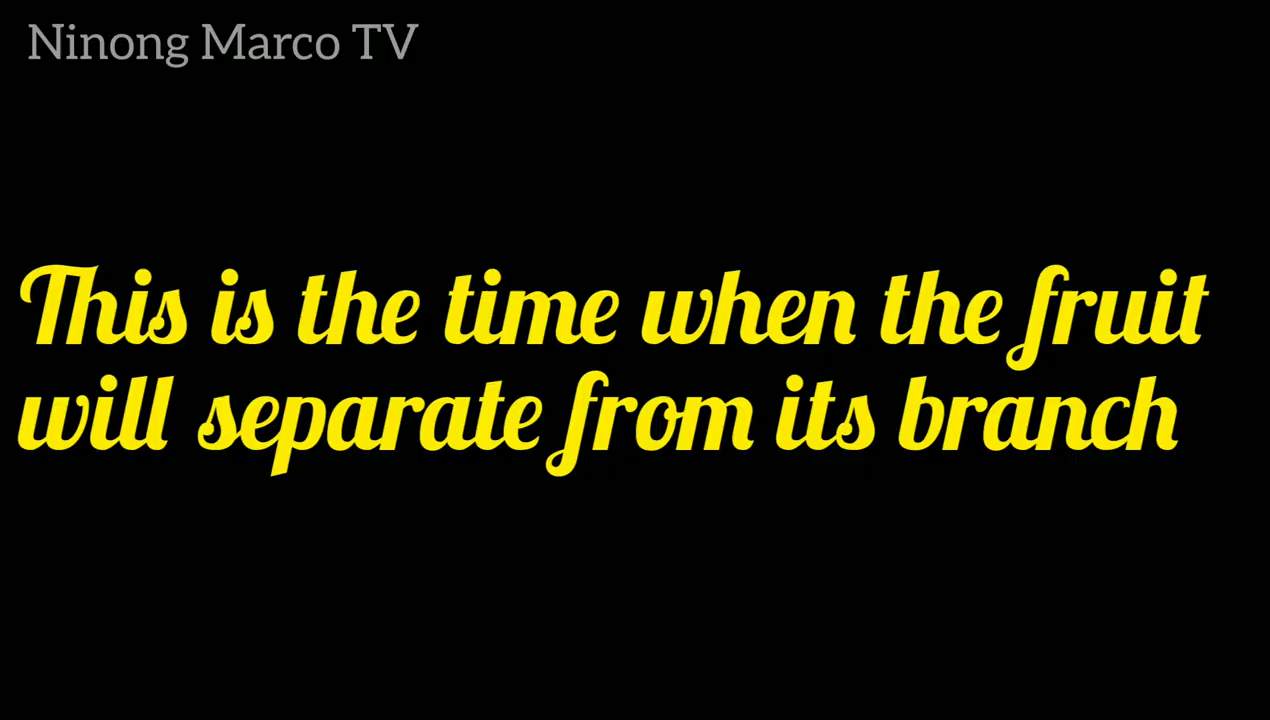 Ninong Marco TV
This is the time when the fruit
will separate from its branch